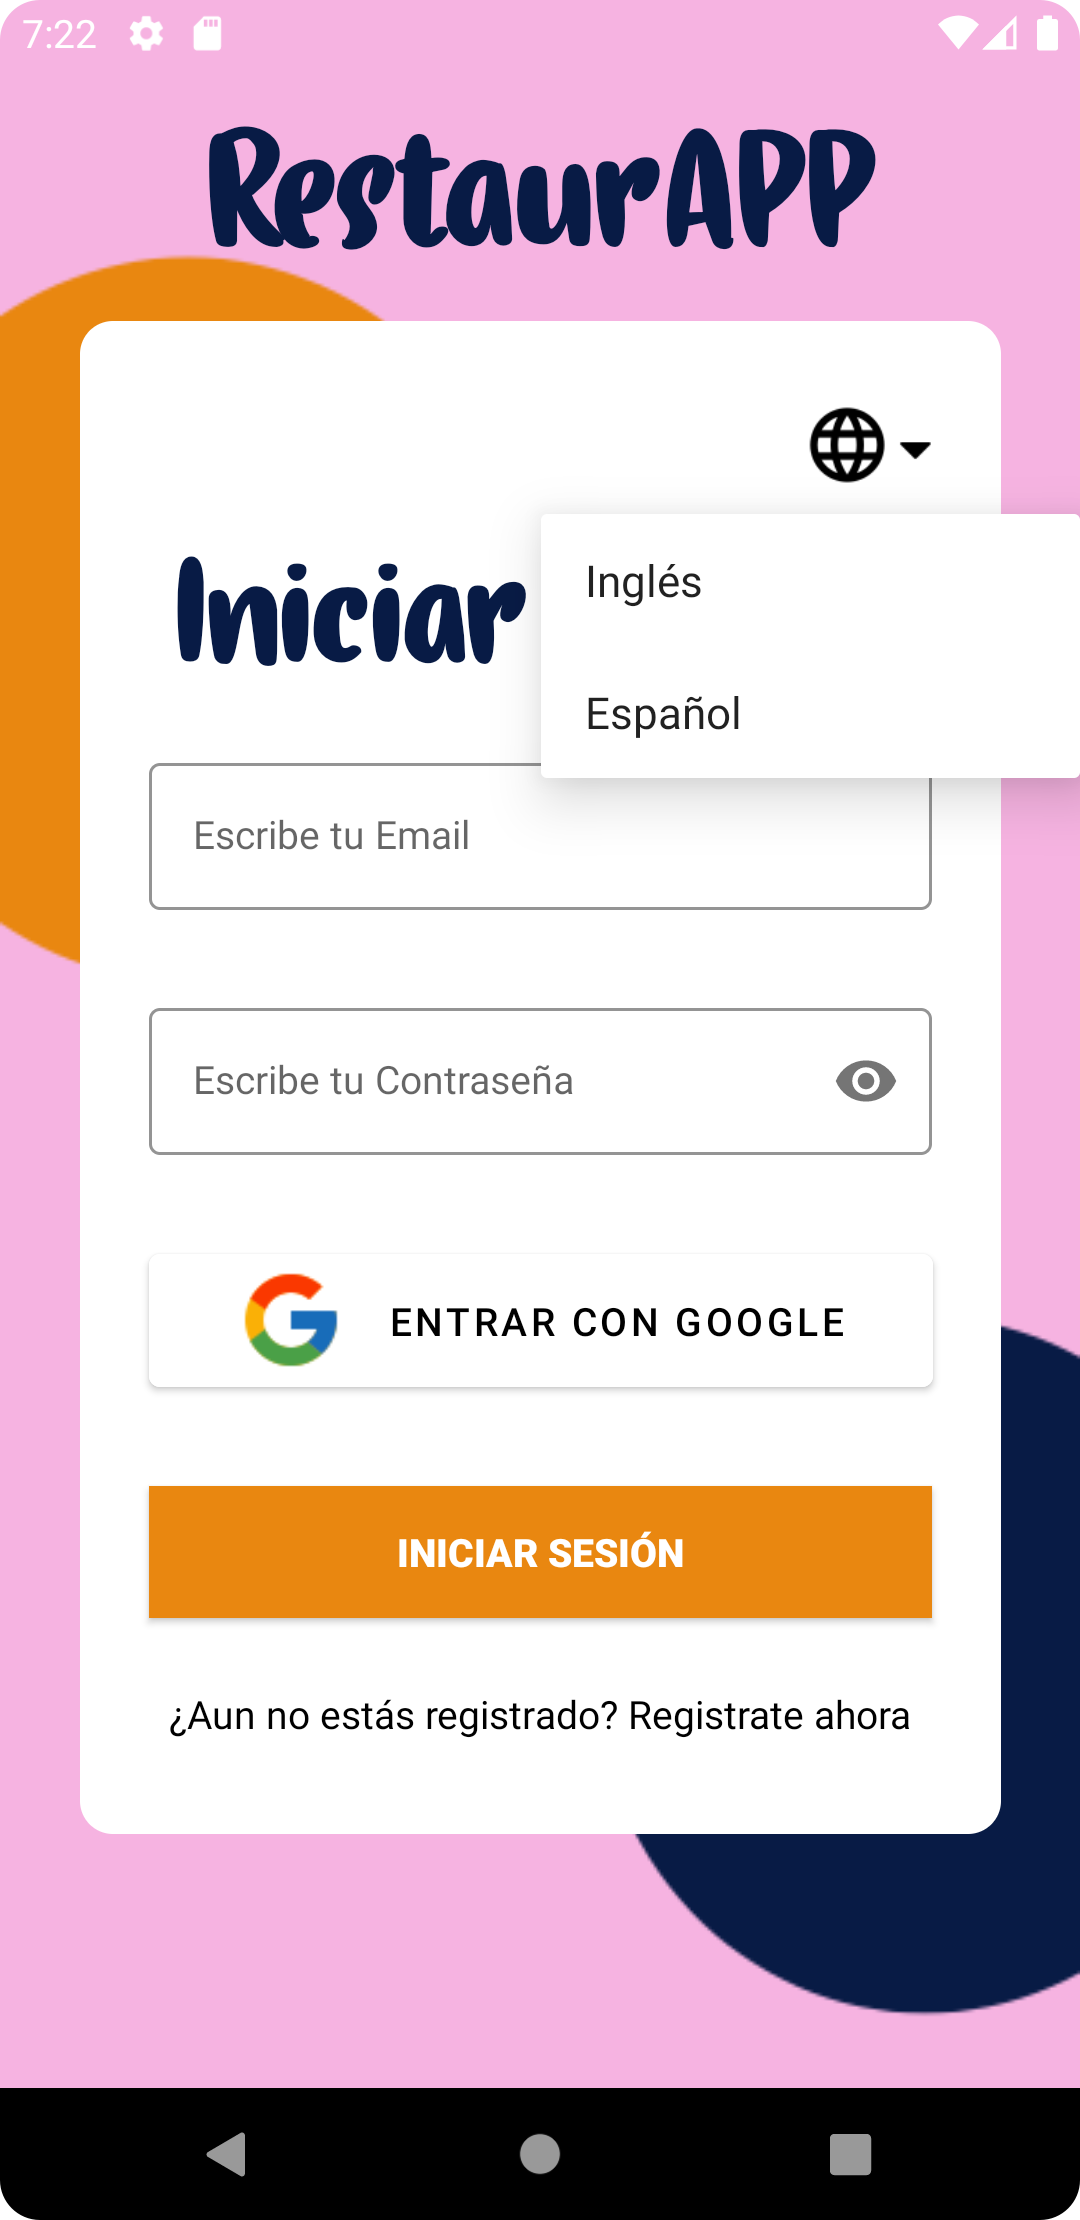 7:22
RestaurAPP
Inglés
Iniciar
Español
Escribe tu Email
Escribe tu Contraseña
ENTRAR CON GOOGLE
INICIAR SESIÓN
¿Aun no estás registrado? Registrate ahora